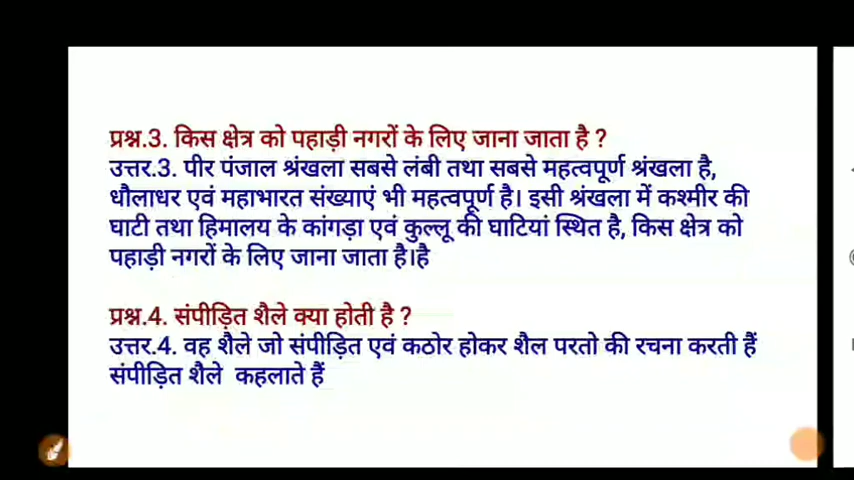 प्रश्न.3. किस क्षेत्र को पहाड़ी नगरों के लिए जाना जाता है ?
उत्तर.3. पीर पंजाल श्रंखला सबसे लंबी तथा सबसे महत्वपूर्ण श्रंखला है,
धौलाधर एवं महाभारत संख्याएं भी महत्वपूर्ण है। इसी श्रंखला में कश्मीर की
घाटी तथा हिमालय के कांगड़ा एवं कुल्लू की घाटियां स्थित है, किस क्षेत्र को
पहाड़ी नगरों के लिए जाना जाता है।है
प्रश्न.4. संपीड़ित शैले क्या होती है ?
उत्तर.4. वह शैले जो संपीड़ित एवं कठोर होकर शैल परतो की रचना करती हैं
संपीड़ित शैले कहलाते हैं